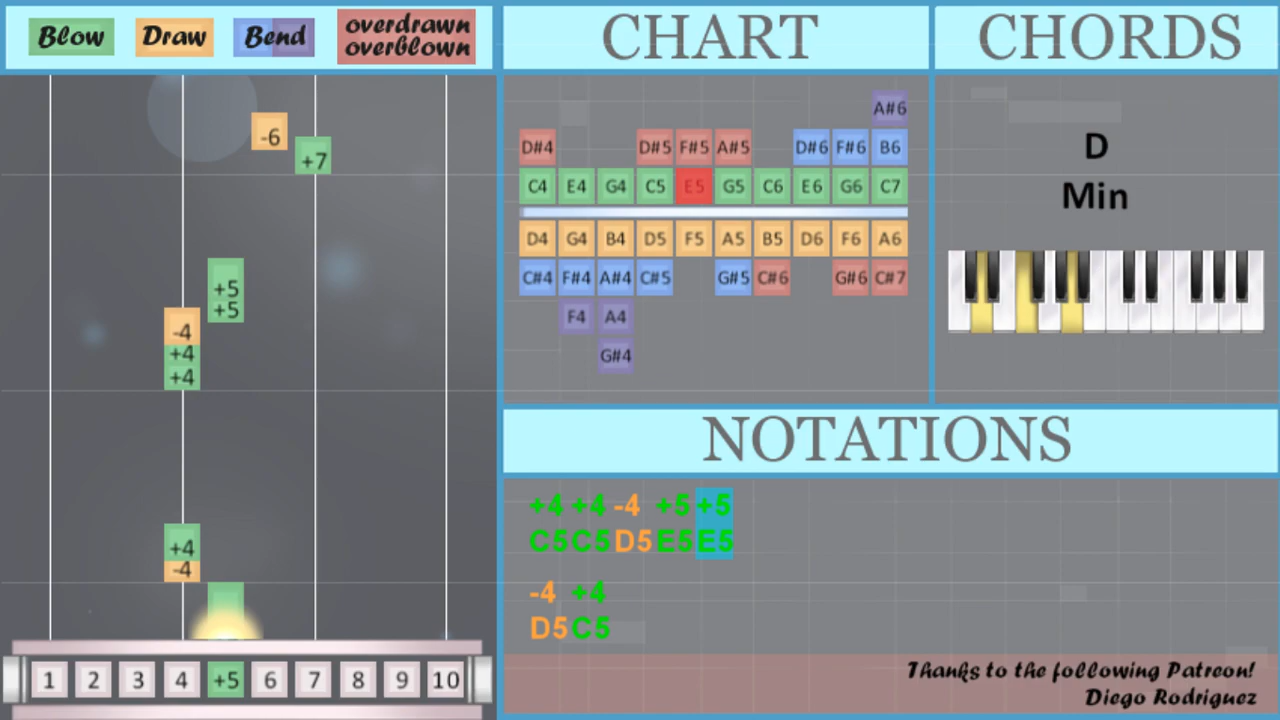 Blow Draw Bend overdrawn
overblown
CHART
CHORDS
-6
+7
+5
+5
-4
+4
+4
+4
-4
1 2 3 4 +5 6 7 8 9 10
A#6
D#4 D#5 F#5 A#5 D#6 F#6 B6
C4 E4 G4 C5 E5 G5 C6 E6 G6 C7
D4 G4 B4 D5 F5 A5 B5 D6 F6 A6
C#4 F#4 A#4 C#5 G#5 C#6 G#6 C#7
F4 A4
G#4
D
Min
NOTATIONS
+4 +4 -4 +5 +5
C5 C5 D5 E5 E5
-4 +4
D5 C5
Thanks to the following Patreon!
Diego Rodriguez